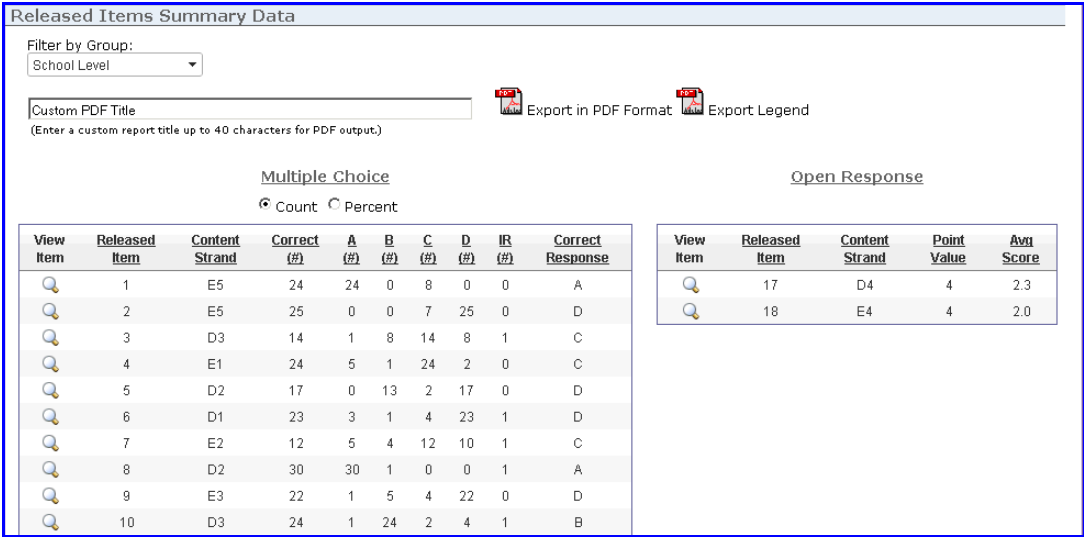 Released Items Summary Data
Filter by Group:
School Level
Custom PDF Title
Export in PDF Format Export Legend
(Enter a custom report title up to 40 characters for PDF output.)
Multiple Choice
Count Percent
View Item Released Item Content Strand Correct (#) A (#) B (#) C (#) D (#) IR (#) Correct Response
1 E5 24 24 0 8 0 0 A
2 E5 25 0 0 7 25 0 D
3 D3 14 1 8 14 8 1 C
4 E1 24 5 1 24 2 0 C
5 D2 17 0 13 2 17 0 D
6 D1 23 3 1 4 23 1 D
7 E2 12 5 4 12 10 1 C
8 D2 30 30 1 0 0 1 A
9 E3 22 1 5 4 22 0 D
10 D3 24 1 24 2 4 1 B
Open Response
View Item Released Item Content Strand Point Value Avg Score
17 D4 4 2.3
18 E4 4 2.0